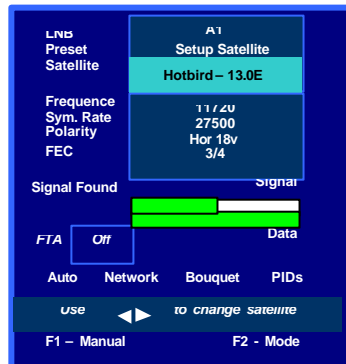 LNB A1
Preset Setup Satellite
Satellite Hotbird – 13.0E
Frequence 11720
Sym. Rate 27500
Polarity Hor 18v
FEC 3/4
Signal Found Signal
FTA Off Data
Auto Network Bouquet PIDs
Use ◀▶ to change satellite
F1 – Manual F2 - Mode